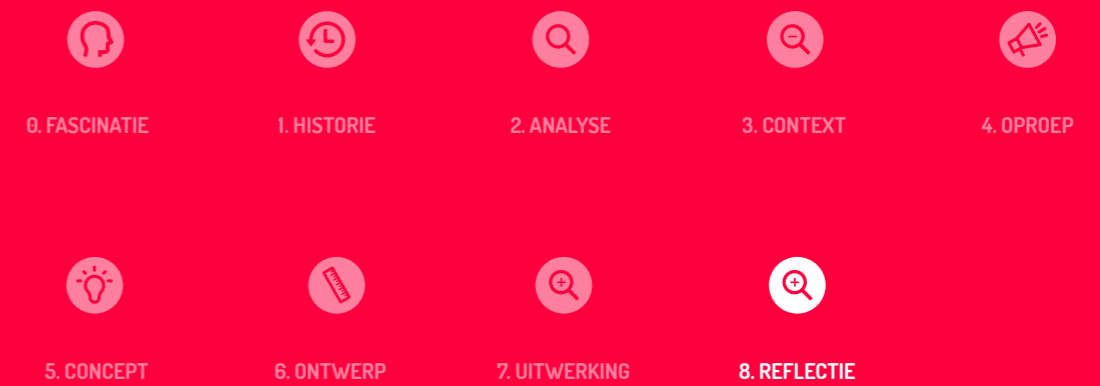 0. FASCINATIE
1. HISTORIE
2. ANALYSE
3. CONTEXT
4. OPROEP
5. CONCEPT
6. ONTWERP
7. UITWERKING
8. REFLECTIE